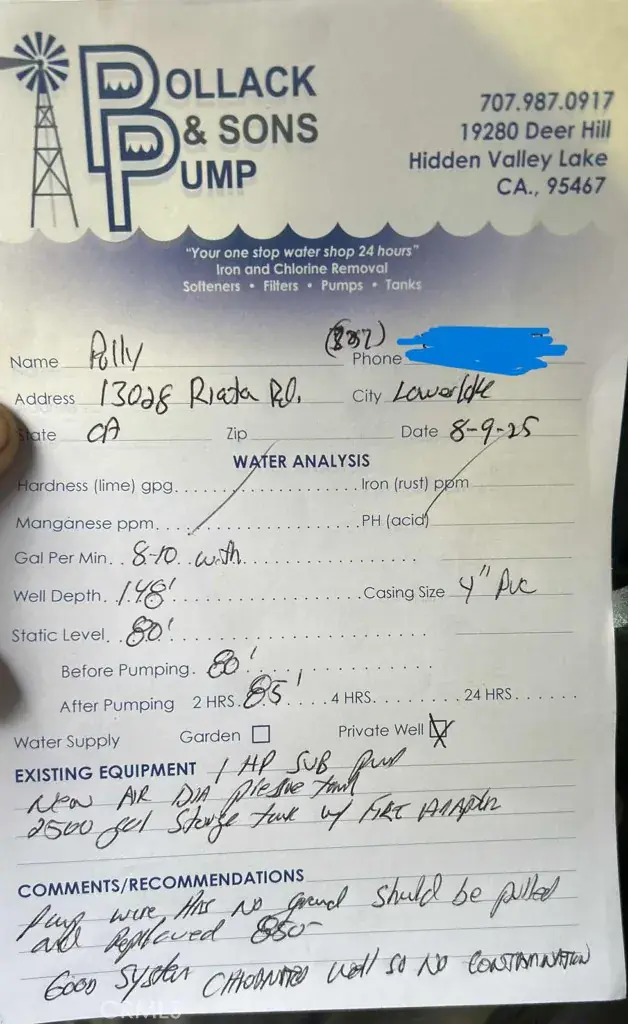 POLLACK
& SONS
PUMP
707.987.0917
19280 Deer Hill
Hidden Valley Lake
CA., 95467
"Your one stop water shop 24 hours"
Iron and Chlorine Removal
Softeners • Filters • Pumps • Tanks
Name Polly Phone
Address 13028 Riata Rd. City Lowerlake
State CA Zip Date 8-9-25
WATER ANALYSIS
Hardness (lime) gpg Iron (rust) ppm
Manganese ppm PH (acid)
Gal Per Min. 8-10 with
Well Depth 148' Casing Size 4" PVC
Static Level 80'
Before Pumping 80'
After Pumping 2 HRS. 85' 4 HRS. 24 HRS.
Water Supply Garden Private Well
EXISTING EQUIPMENT 1 HP SUB pump
New AIR DIA tank
2500 gal Storage tank w/ FIRE
COMMENTS/RECOMMENDATIONS
Pump wire Has No ground should be pulled
and Replaced 850-
Good System well so NO CONTAMINATION
CRMLS